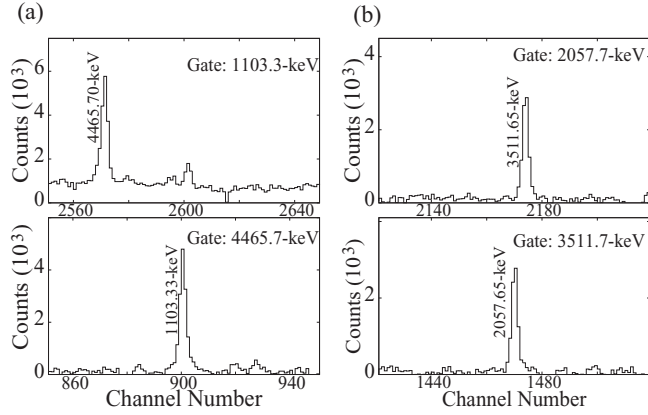 (a)
Gate: 1103.3-keV
4465.70-keV
Counts (10³)
6
4
2
0
2560 2600 2640
Gate: 4465.7-keV
1103.33-keV
Counts (10³)
4
2
0
860 900 940
Channel Number
(b)
Gate: 2057.7-keV
3511.65-keV
Counts (10³)
4
2
0
2140 2180
Gate: 3511.7-keV
2057.65-keV
Counts (10³)
2
0
1440 1480
Channel Number